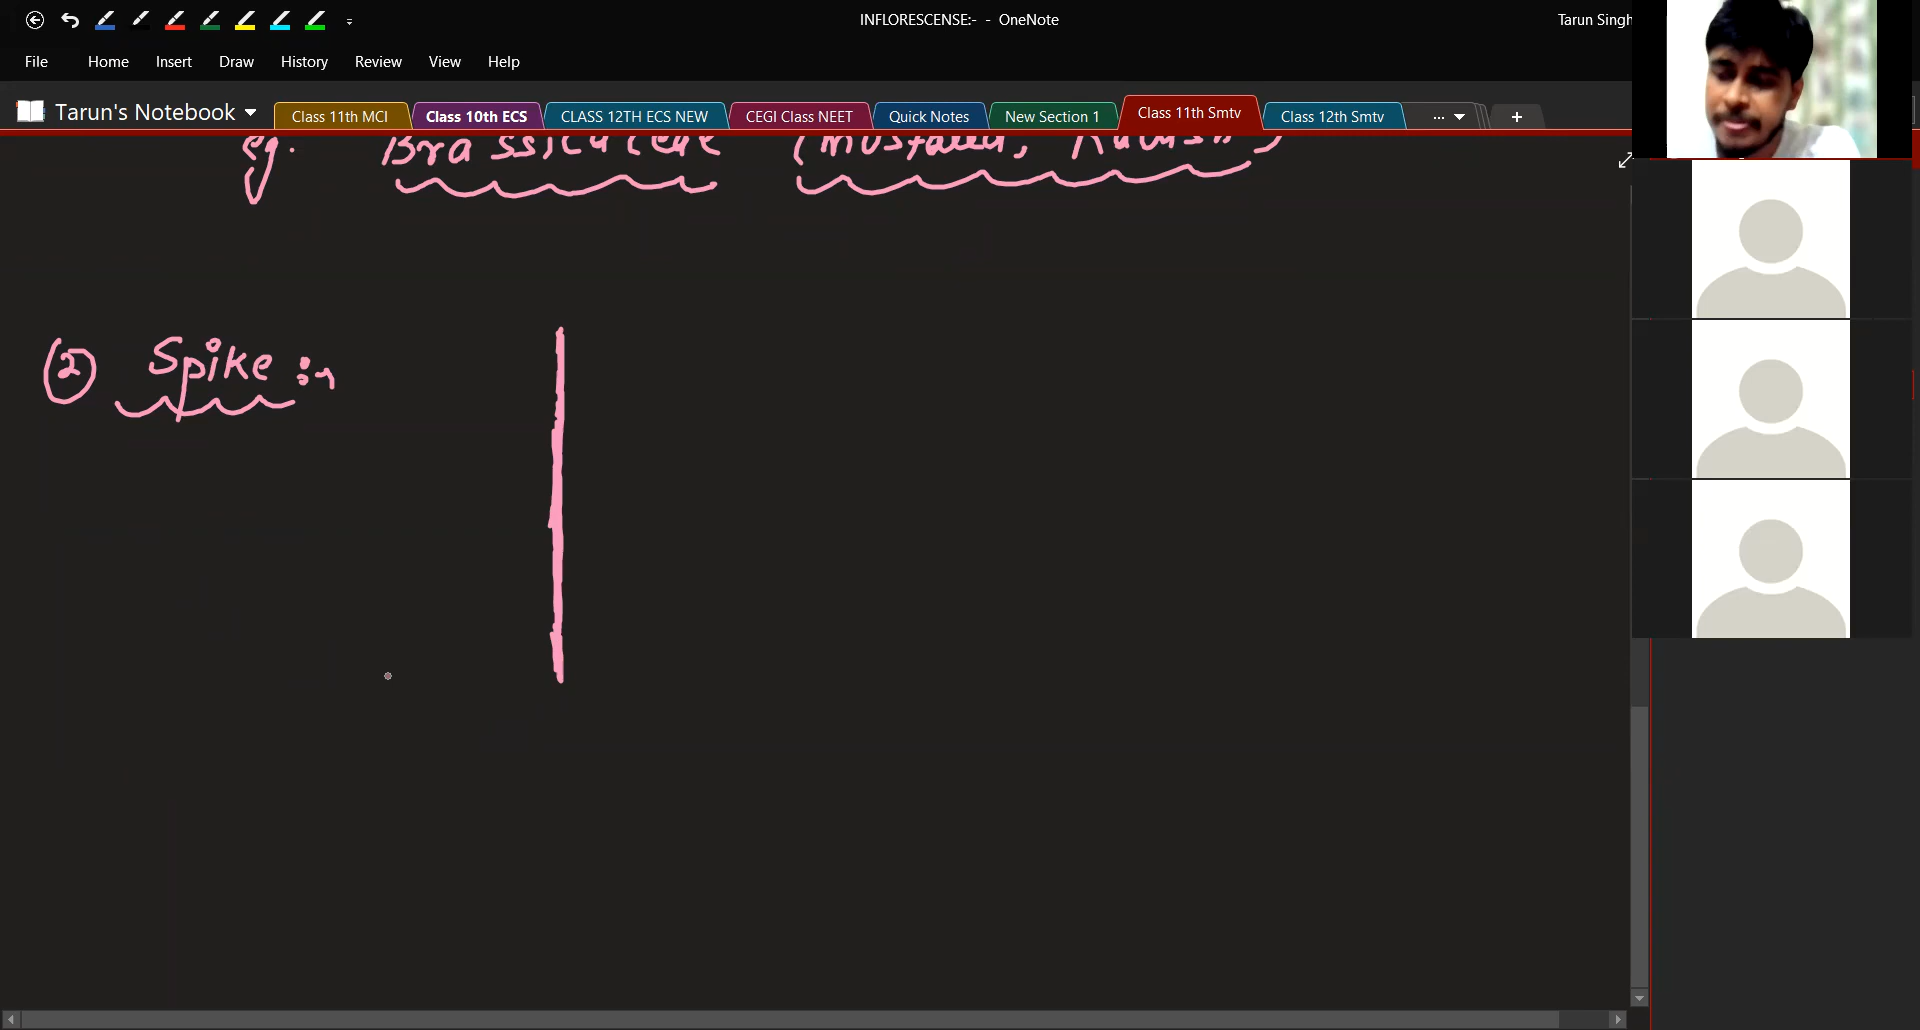 INFLORESCENSE:- - OneNote
Tarun Singh
File Home Insert Draw History Review View Help
Tarun's Notebook
Class 11th MCI Class 10th ECS CLASS 12TH ECS NEW CEGI Class NEET Quick Notes New Section 1 Class 11th Smtv Class 12th Smtv ... +
eg.
② Spike :-